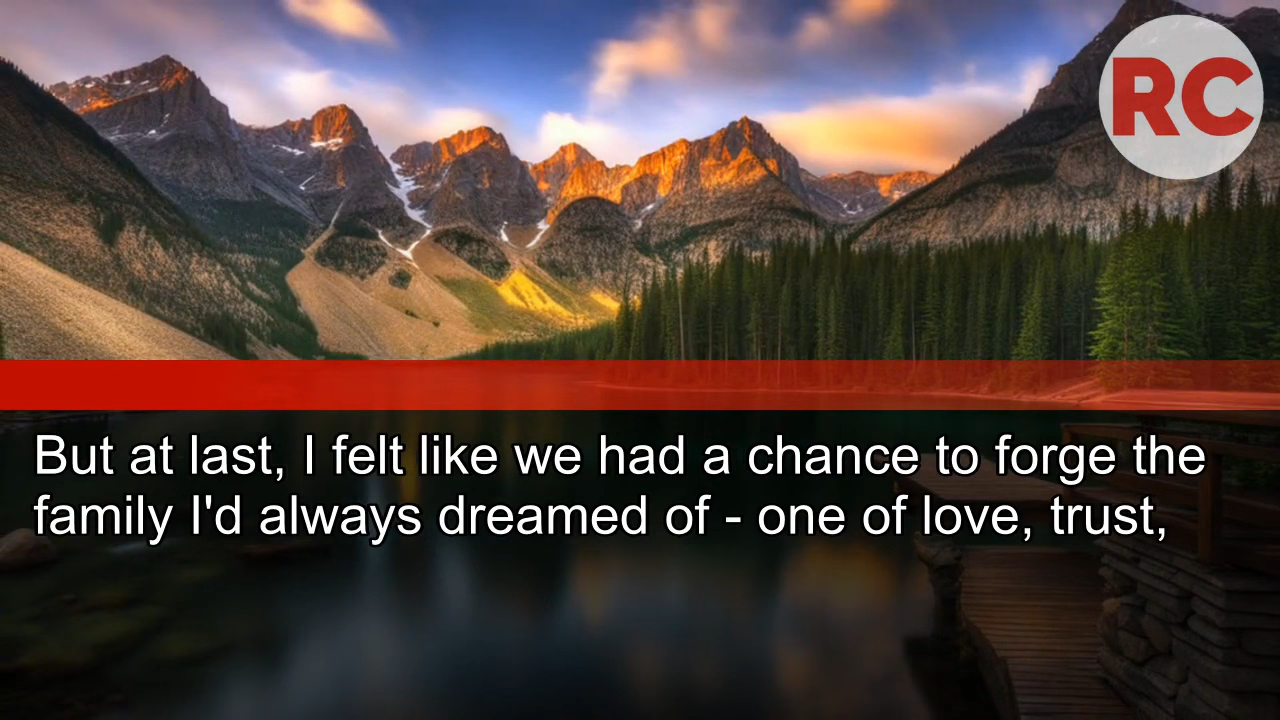 RC
But at last, I felt like we had a chance to forge the
family I'd always dreamed of - one of love, trust,